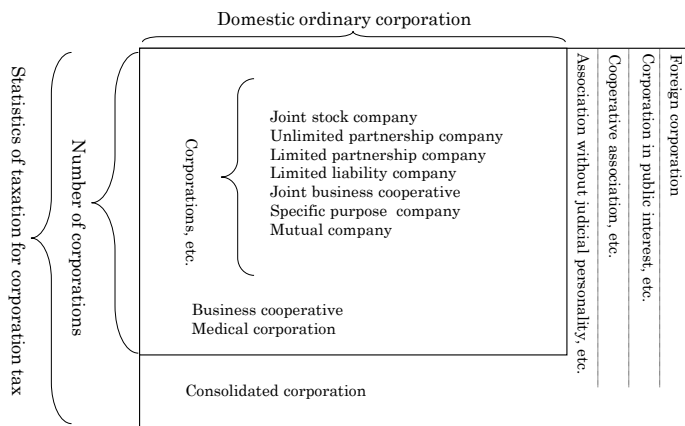 Domestic ordinary corporation
Statistics of taxation for corporation tax
Number of corporations
Corporations, etc.
Joint stock company
Unlimited partnership company
Limited partnership company
Limited liability company
Joint business cooperative
Specific purpose company
Mutual company
Business cooperative
Medical corporation
Consolidated corporation
Association without judicial personality, etc.
Cooperative association, etc.
Corporation in public interest, etc.
Foreign corporation